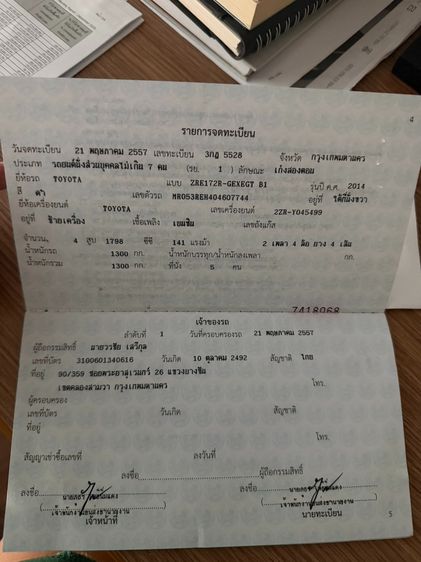 4
รายการจดทะเบียน
วันจดทะเบียน 21 พฤษภาคม 2557 เลขทะเบียน 3กฎ 5528 จังหวัด กรุงเทพมหานคร
ประเภท รถยนต์นั่งส่วนบุคคลไม่เกิน 7 คน (รย. 1 ) ลักษณะ เก๋งสองตอน
ยี่ห้อรถ TOYOTA แบบ ZRE172R-GEXEGT B1 รุ่นปี ค.ศ. 2014
สี ดำ เลขตัวรถ MR053REH404607744 อยู่ที่ ใต้ที่นั่งขวา
ยี่ห้อเครื่องยนต์ TOYOTA เลขเครื่องยนต์ 2ZR-Y045499
อยู่ที่ ซ้ายเครื่อง เชื้อเพลิง เบนซิน เลขถังแก๊ส
จำนวน 4 สูบ 1798 ซีซี 141 แรงม้า 2 เพลา 4 ล้อ ยาง 4 เส้น
น้ำหนักรถ 1300 กก. น้ำหนักบรรทุก/น้ำหนักลงเพลา กก.
น้ำหนักรวม 1300 กก. ที่นั่ง 5 คน
7418068
เจ้าของรถ
ลำดับที่ 1 วันที่ครอบครองรถ 21 พฤษภาคม 2557
ผู้ถือกรรมสิทธิ์ นายวรชัย เสวีกุล
เลขที่บัตร 3100601340616 วันเกิด 10 ตุลาคม 2492 สัญชาติ ไทย
ที่อยู่ 90/359 ซอยพระยาสุเรนทร์ 26 แขวงบางชัน
เขตคลองสามวา กรุงเทพมหานคร โทร.
ผู้ครอบครอง
เลขที่บัตร วันเกิด สัญชาติ
ที่อยู่
โทร.
สัญญาเช่าซื้อเลขที่ ลงวันที่
ลงชื่อ ผู้ถือกรรมสิทธิ์
ลงชื่อ ลงชื่อ
เจ้าหน้าที่ นายทะเบียน
5